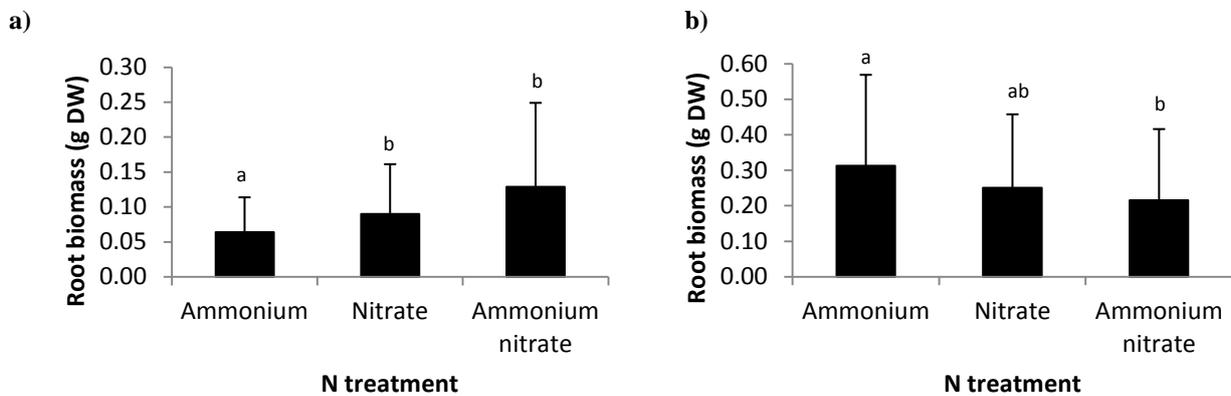 a)
Root biomass (g DW)
0.30
0.25
0.20
0.15
0.10
0.05
0.00
a
b
b
Ammonium
Nitrate
Ammonium
nitrate
N treatment
b)
Root biomass (g DW)
0.60
0.50
0.40
0.30
0.20
0.10
0.00
a
ab
b
Ammonium
Nitrate
Ammonium
nitrate
N treatment